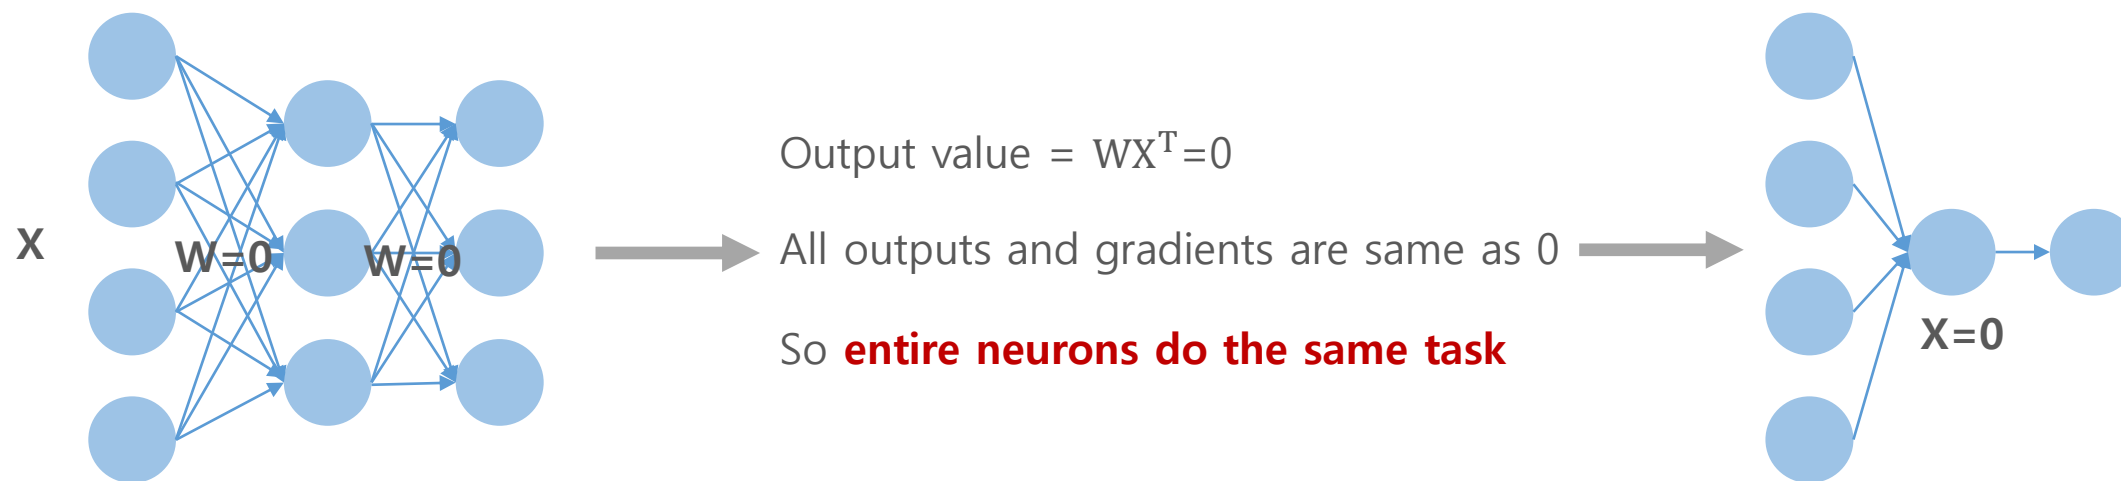 X
W=0
W=0
Output value = WXᵀ=0
All outputs and gradients are same as 0
So entire neurons do the same task
X=0